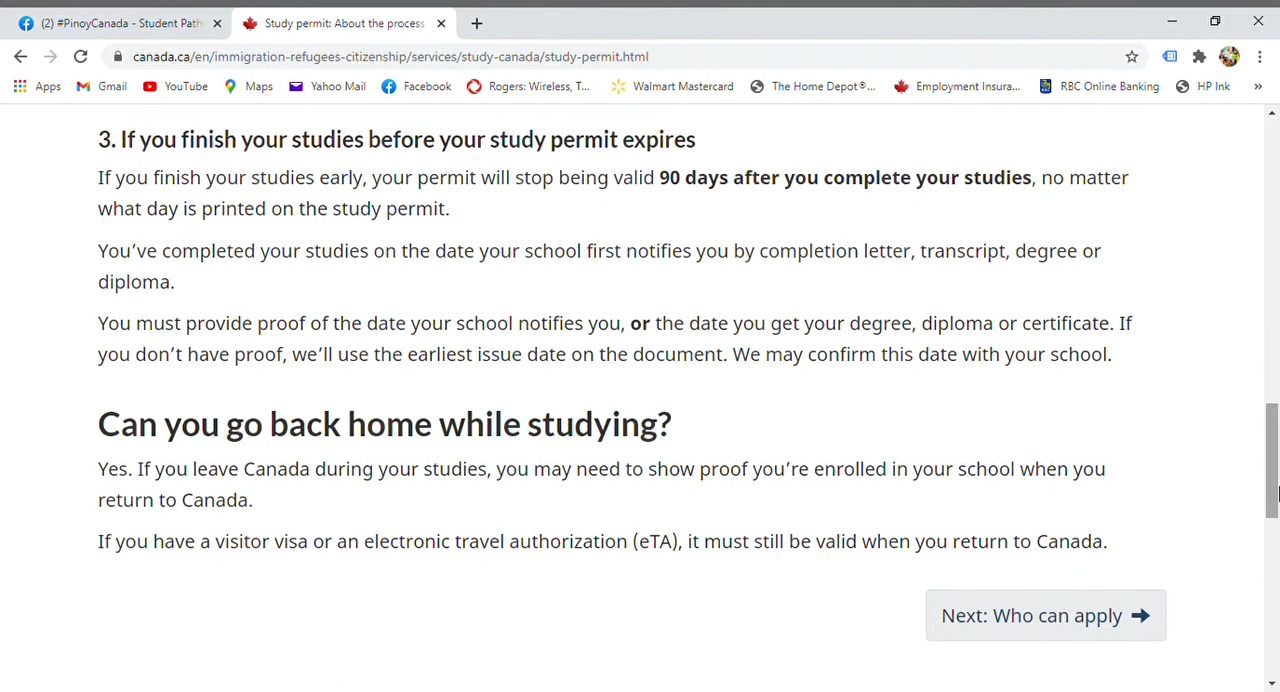 (2) #PinoyCanada - Student Path
Study permit: About the process
canada.ca/en/immigration-refugees-citizenship/services/study-canada/study-permit.html
Apps Gmail YouTube Maps Yahoo Mail Facebook Rogers: Wireless, T... Walmart Mastercard The Home Depot®... Employment Insura... RBC Online Banking HP Ink »
3. If you finish your studies before your study permit expires
If you finish your studies early, your permit will stop being valid 90 days after you complete your studies, no matter
what day is printed on the study permit.
You’ve completed your studies on the date your school first notifies you by completion letter, transcript, degree or
diploma.
You must provide proof of the date your school notifies you, or the date you get your degree, diploma or certificate. If
you don’t have proof, we’ll use the earliest issue date on the document. We may confirm this date with your school.
Can you go back home while studying?
Yes. If you leave Canada during your studies, you may need to show proof you’re enrolled in your school when you
return to Canada.
If you have a visitor visa or an electronic travel authorization (eTA), it must still be valid when you return to Canada.
Next: Who can apply